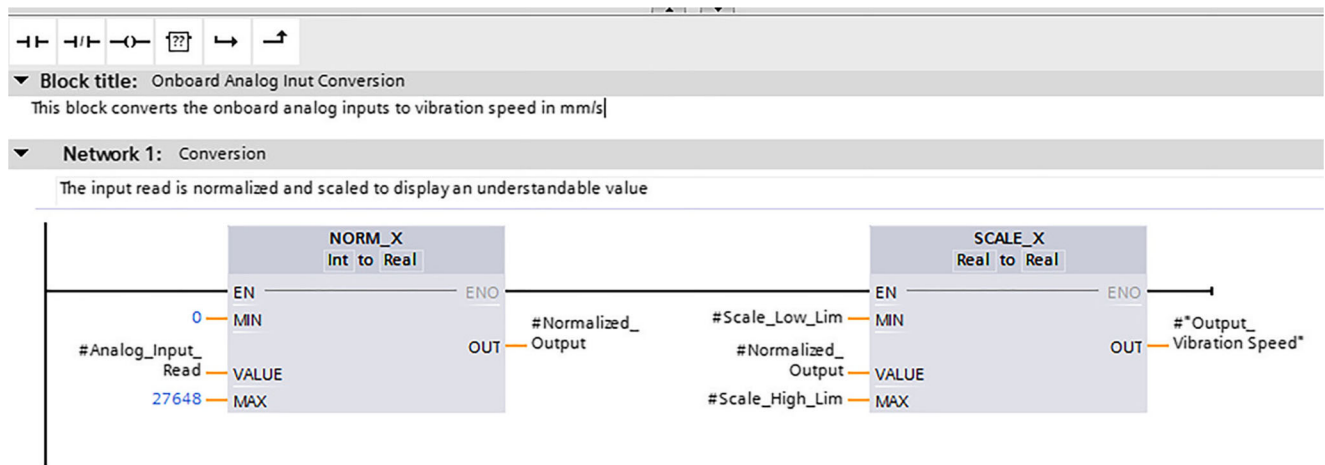 ??
Block title: Onboard Analog Inut Conversion
This block converts the onboard analog inputs to vibration speed in mm/s
Network 1: Conversion
The input read is normalized and scaled to display an understandable value
NORM_X
Int to Real
EN
ENO
0
MIN
#Analog_Input_
Read
VALUE
27648
MAX
OUT
#Normalized_
Output
SCALE_X
Real to Real
EN
ENO
#Scale_Low_Lim
MIN
#Normalized_
Output
VALUE
#Scale_High_Lim
MAX
OUT
#"Output_
Vibration Speed"